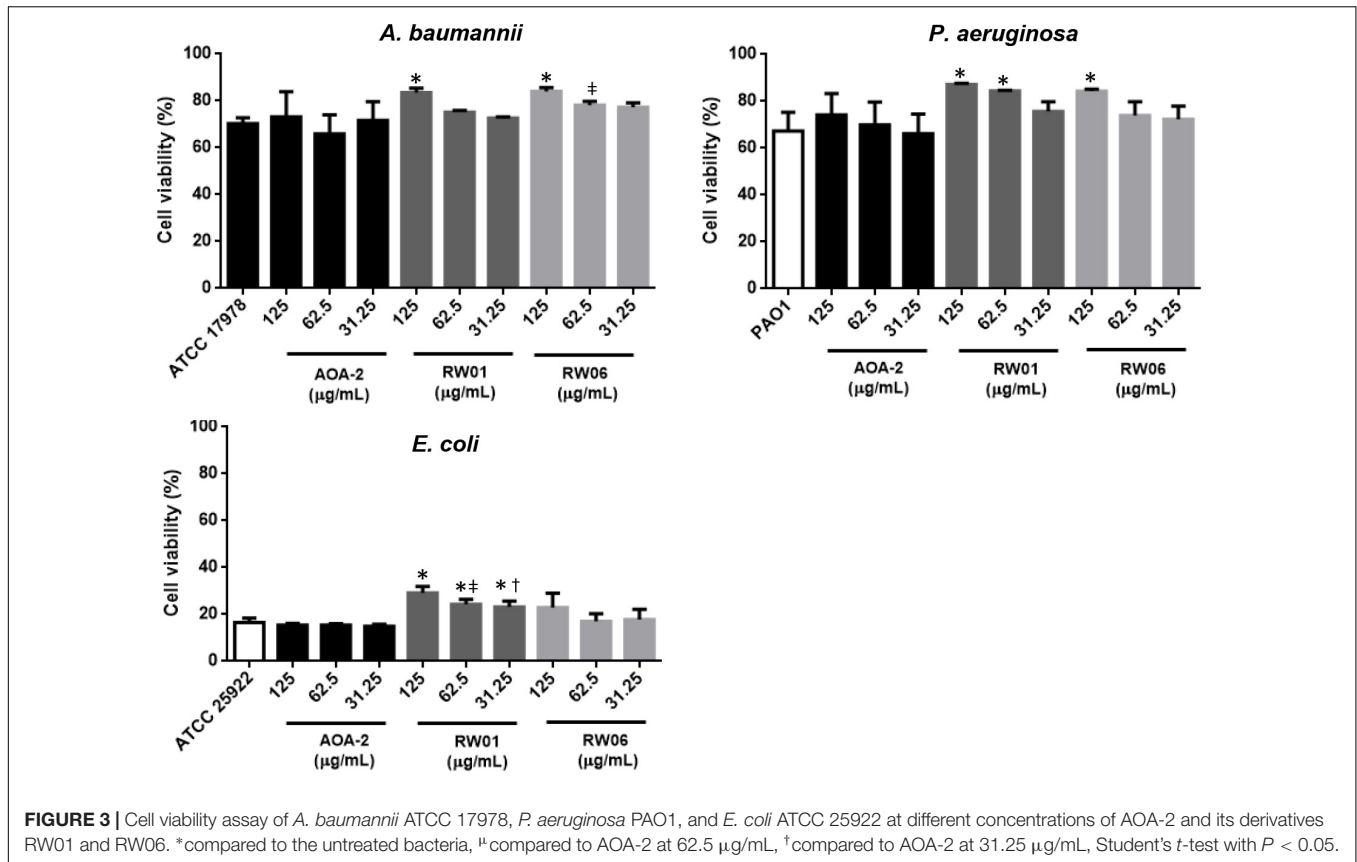 A. baumannii
100
80
60
40
20
0
Cell viability (%)
* * ‡
ATCC 17978 125 62.5 31.25 125 62.5 31.25 125 62.5 31.25
AOA-2 RW01 RW06
(μg/mL) (μg/mL) (μg/mL)
P. aeruginosa
100
80
60
40
20
0
Cell viability (%)
* * *
PAO1 125 62.5 31.25 125 62.5 31.25 125 62.5 31.25
AOA-2 RW01 RW06
(μg/mL) (μg/mL) (μg/mL)
E. coli
100
80
60
40
20
0
Cell viability (%)
* *‡ *†
ATCC 25922 125 62.5 31.25 125 62.5 31.25 125 62.5 31.25
AOA-2 RW01 RW06
(μg/mL) (μg/mL) (μg/mL)
FIGURE 3 | Cell viability assay of A. baumannii ATCC 17978, P. aeruginosa PAO1, and E. coli ATCC 25922 at different concentrations of AOA-2 and its derivatives
RW01 and RW06. *compared to the untreated bacteria, μcompared to AOA-2 at 62.5 μg/mL, †compared to AOA-2 at 31.25 μg/mL, Student's t-test with P < 0.05.